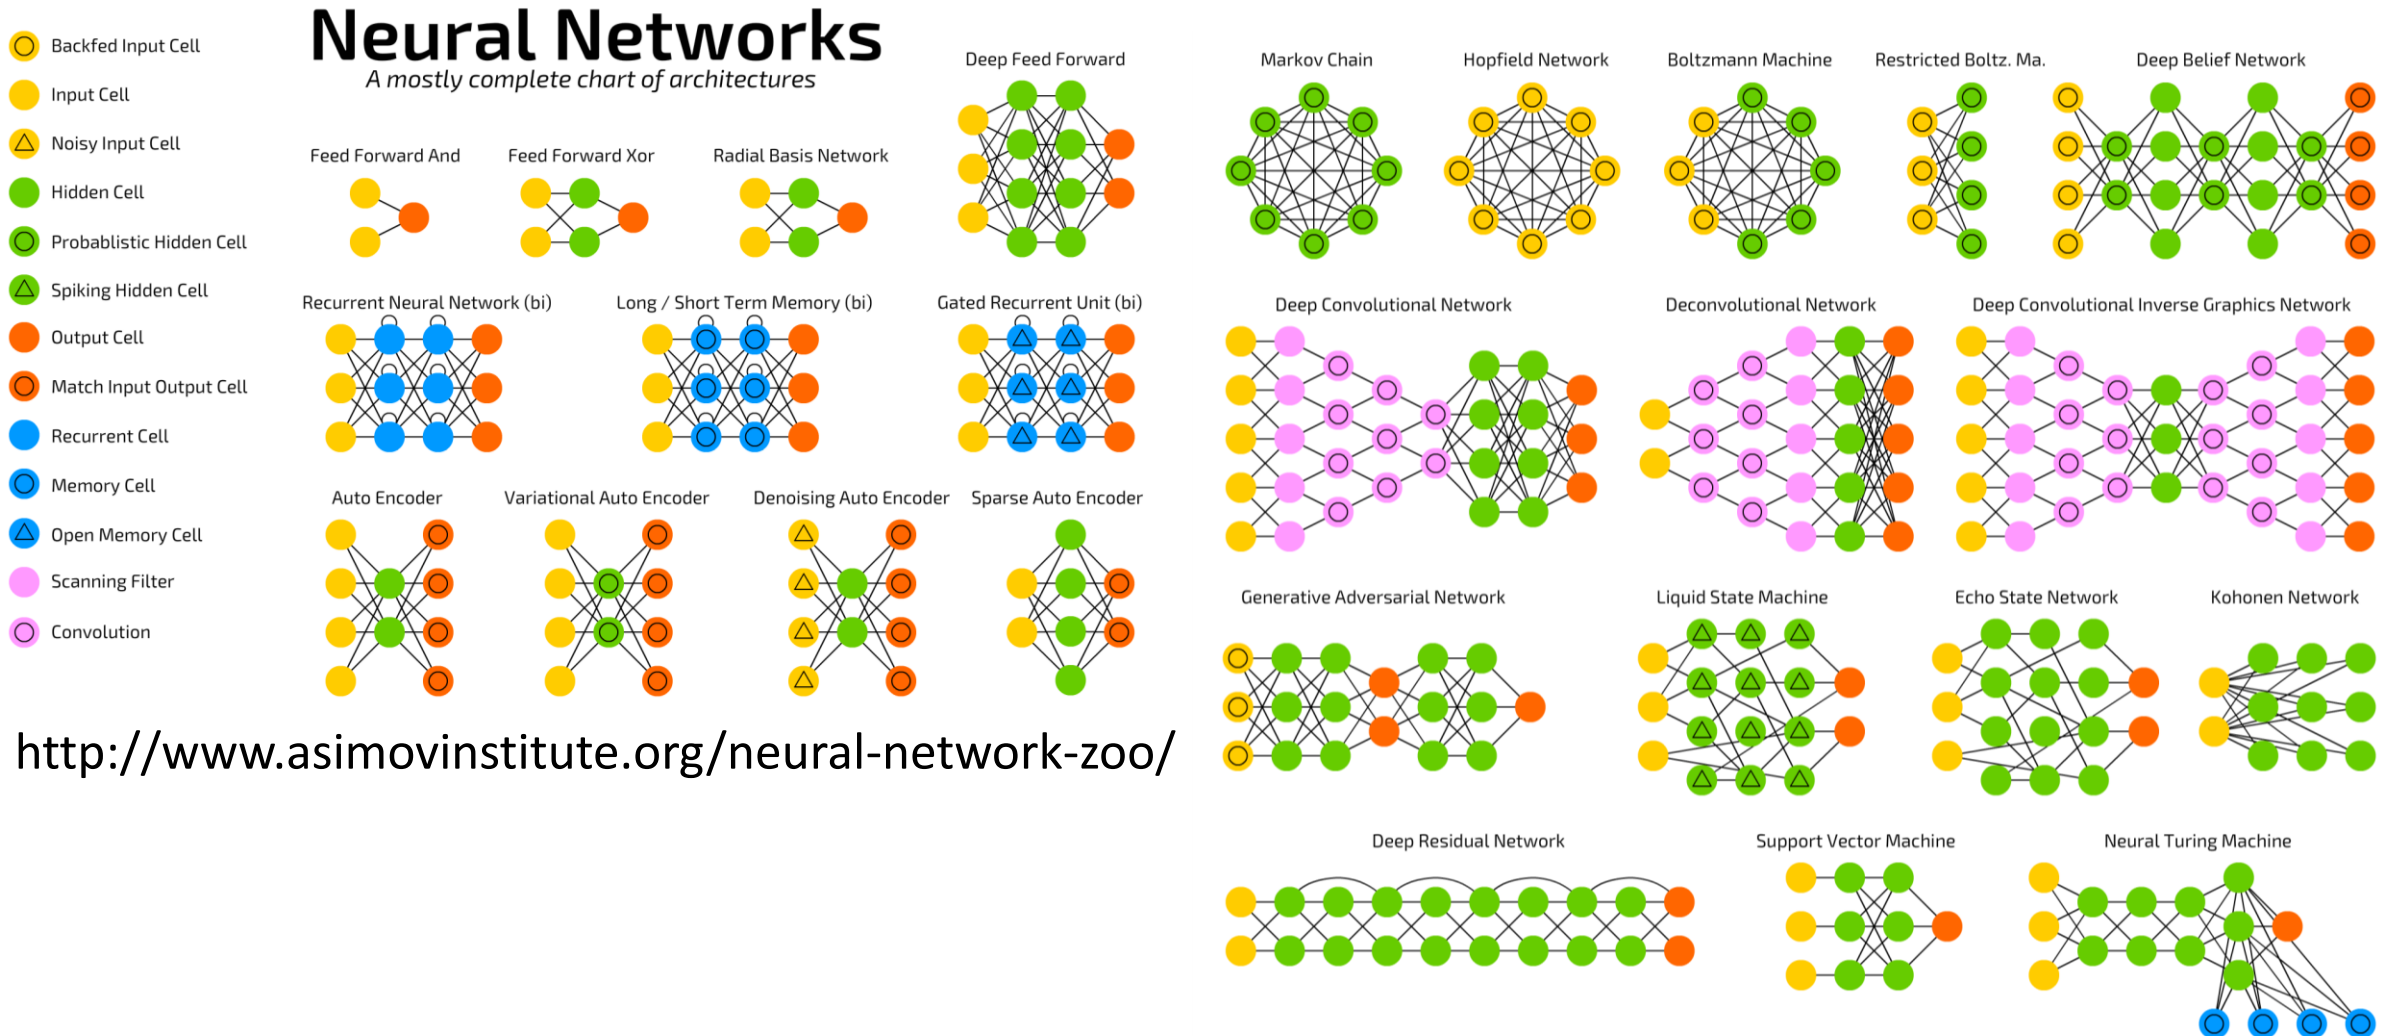 Neural Networks
A mostly complete chart of architectures
Backfed Input Cell
Input Cell
Noisy Input Cell
Hidden Cell
Probablistic Hidden Cell
Spiking Hidden Cell
Output Cell
Match Input Output Cell
Recurrent Cell
Memory Cell
Open Memory Cell
Scanning Filter
Convolution
Feed Forward And
Feed Forward Xor
Radial Basis Network
Deep Feed Forward
Recurrent Neural Network (bi)
Long / Short Term Memory (bi)
Gated Recurrent Unit (bi)
Auto Encoder
Variational Auto Encoder
Denoising Auto Encoder
Sparse Auto Encoder
http://www.asimovinstitute.org/neural-network-zoo/
Markov Chain
Hopfield Network
Boltzmann Machine
Restricted Boltz. Ma.
Deep Belief Network
Deep Convolutional Network
Deconvolutional Network
Deep Convolutional Inverse Graphics Network
Generative Adversarial Network
Liquid State Machine
Echo State Network
Kohonen Network
Deep Residual Network
Support Vector Machine
Neural Turing Machine